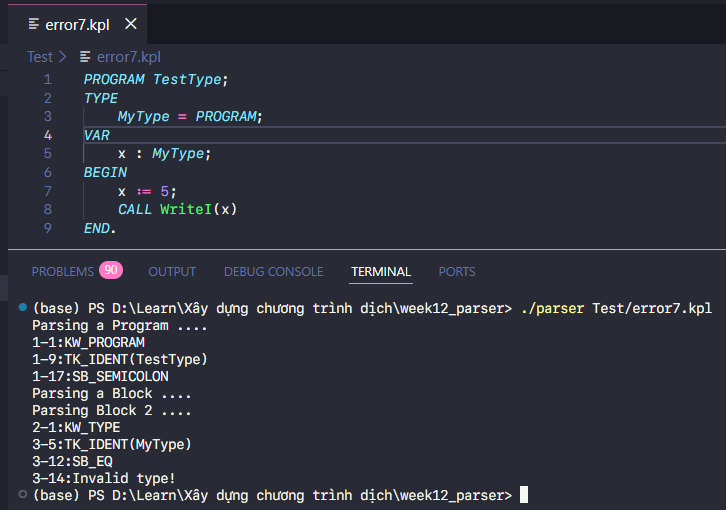 error7.kpl ×
Test > error7.kpl
1 PROGRAM TestType;
2 TYPE
3 MyType = PROGRAM;
4 VAR
5 x : MyType;
6 BEGIN
7 x := 5;
8 CALL WriteI(x)
9 END.
PROBLEMS 90 OUTPUT DEBUG CONSOLE TERMINAL PORTS
(base) PS D:\Learn\Xây dựng chương trình dịch\week12_parser> ./parser Test/error7.kpl
Parsing a Program ....
1-1:KW_PROGRAM
1-9:TK_IDENT(TestType)
1-17:SB_SEMICOLON
Parsing a Block ....
Parsing Block 2 ....
2-1:KW_TYPE
3-5:TK_IDENT(MyType)
3-12:SB_EQ
3-14:Invalid type!
(base) PS D:\Learn\Xây dựng chương trình dịch\week12_parser>